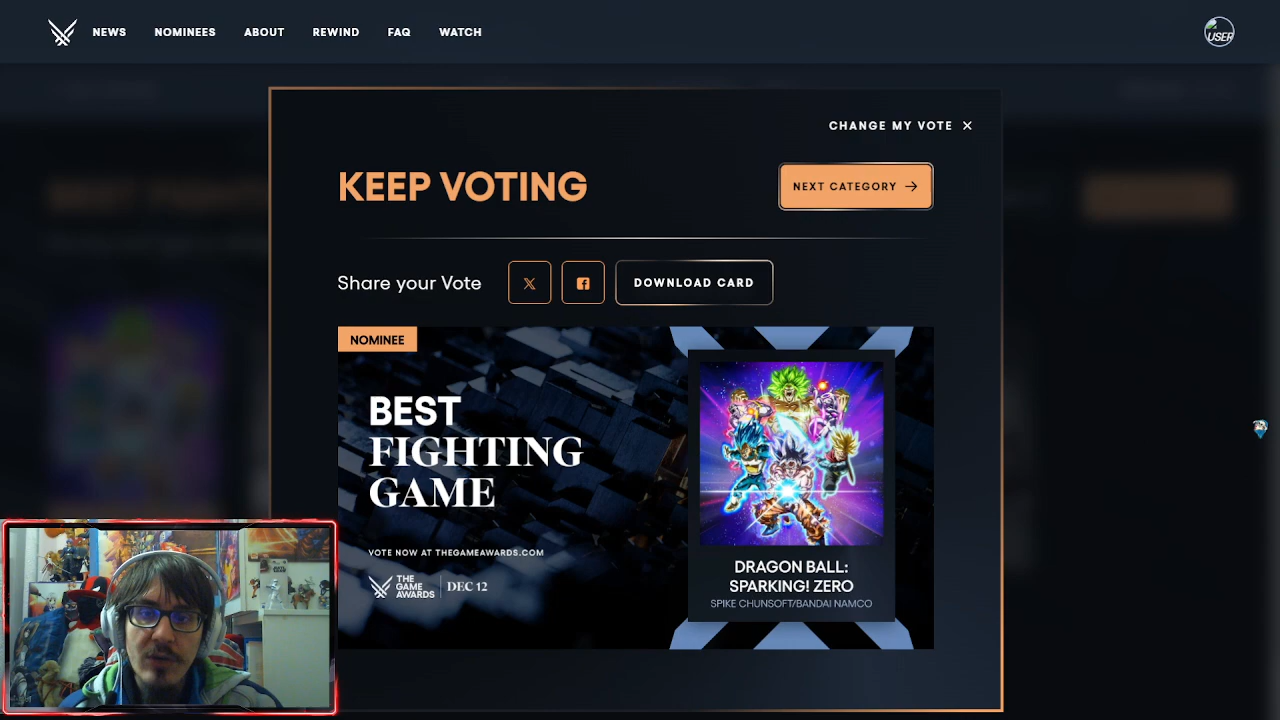 NEWS NOMINEES ABOUT REWIND FAQ WATCH
USER
CHANGE MY VOTE
KEEP VOTING
NEXT CATEGORY
Share your Vote
DOWNLOAD CARD
NOMINEE
BEST
FIGHTING
GAME
VOTE NOW AT THEGAMEAWARDS.COM
THE
GAME
AWARDS
DEC 12
DRAGON BALL:
SPARKING! ZERO
SPIKE CHUNSOFT/BANDAI NAMCO